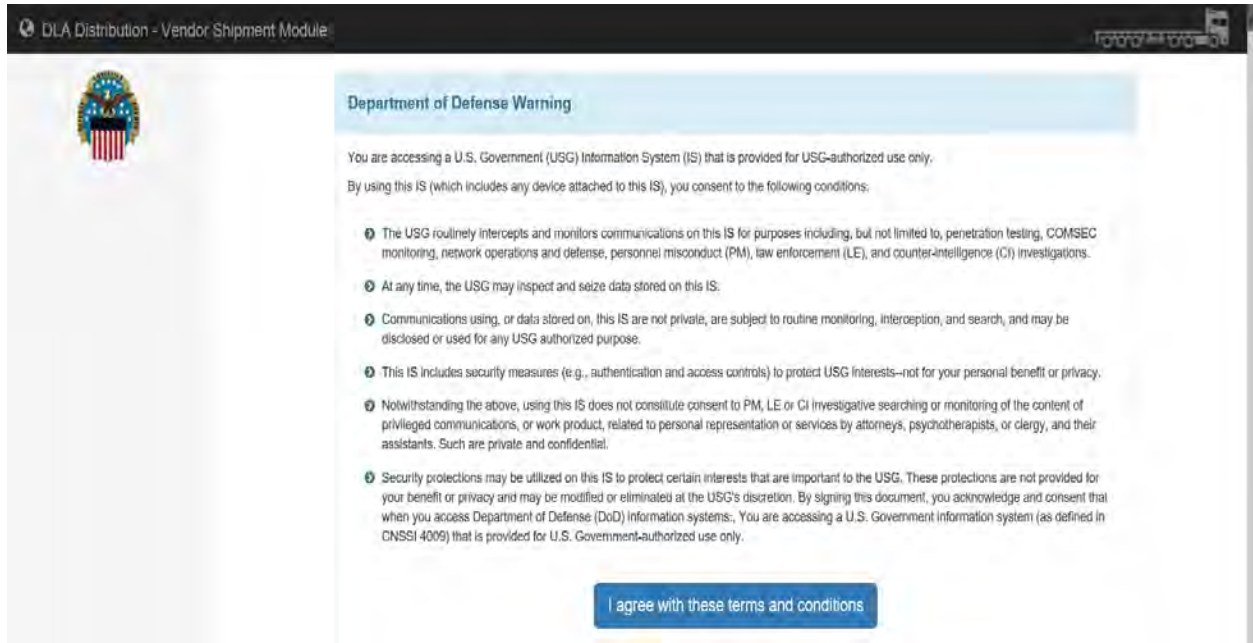 DLA Distribution - Vendor Shipment Module
Department of Defense Warning
You are accessing a U.S. Government (USG) Information System (IS) that is provided for USG-authorized use only.
By using this IS (which includes any device attached to this IS), you consent to the following conditions.
The USG routinely intercepts and monitors communications on this IS for purposes including, but not limited to, penetration testing, COMSEC
monitoring, network operations and defense, personnel misconduct (PM), law enforcement (LE), and counter-intelligence (CI) investigations.
At any time, the USG may inspect and seize data stored on this IS.
Communications using, or data stored on, this IS are not private, are subject to routine monitoring, interception, and search, and may be
disclosed or used for any USG authorized purpose.
This IS includes security measures (e.g., authentication and access controls) to protect USG interests--not for your personal benefit or privacy.
Notwithstanding the above, using this IS does not constitute consent to PM, LE or CI investigative searching or monitoring of the content of
privileged communications, or work product, related to personal representation or services by attorneys, psychotherapists, or clergy, and their
assistants. Such are private and confidential.
Security protections may be utilized on this IS to protect certain interests that are important to the USG. These protections are not provided for
your benefit or privacy and may be modified or eliminated at the USG's discretion. By signing this document, you acknowledge and consent that
when you access Department of Defense (DoD) information systems:, You are accessing a U.S. Government information system (as defined in
CNSSI 4009) that is provided for U.S. Government-authorized use only.
I agree with these terms and conditions